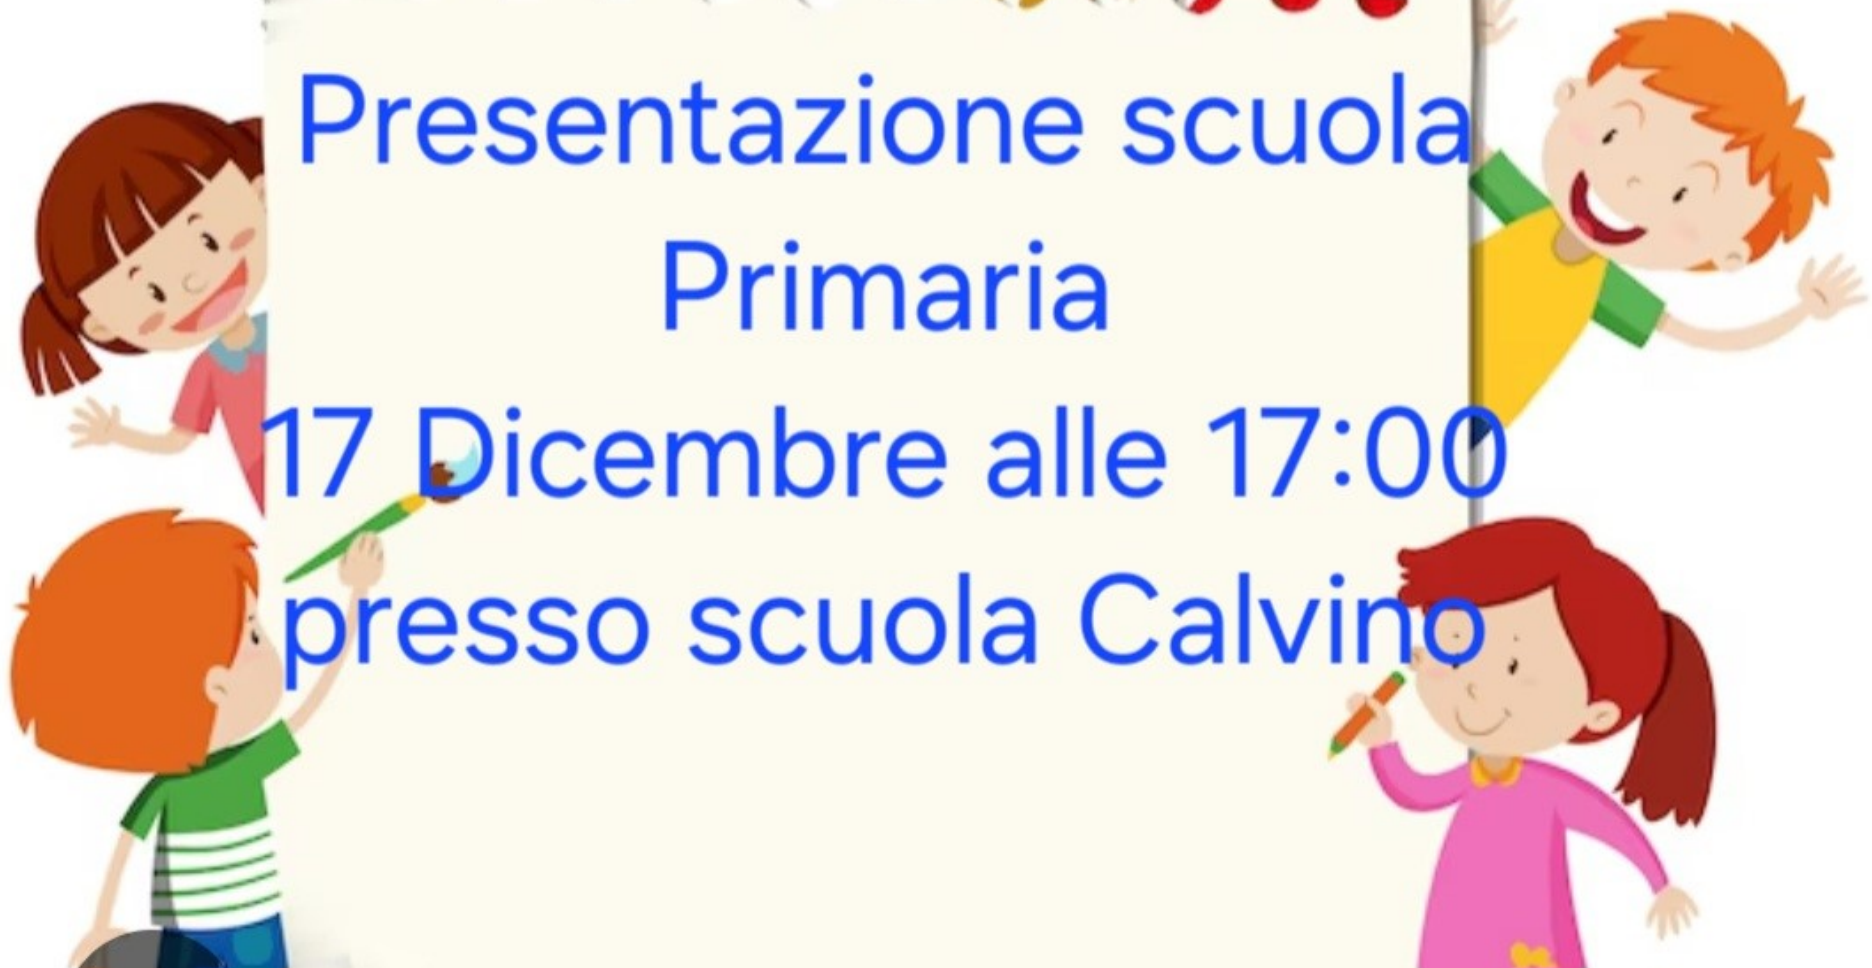 Presentazione scuola
Primaria
17 Dicembre alle 17:00
presso scuola Calvino